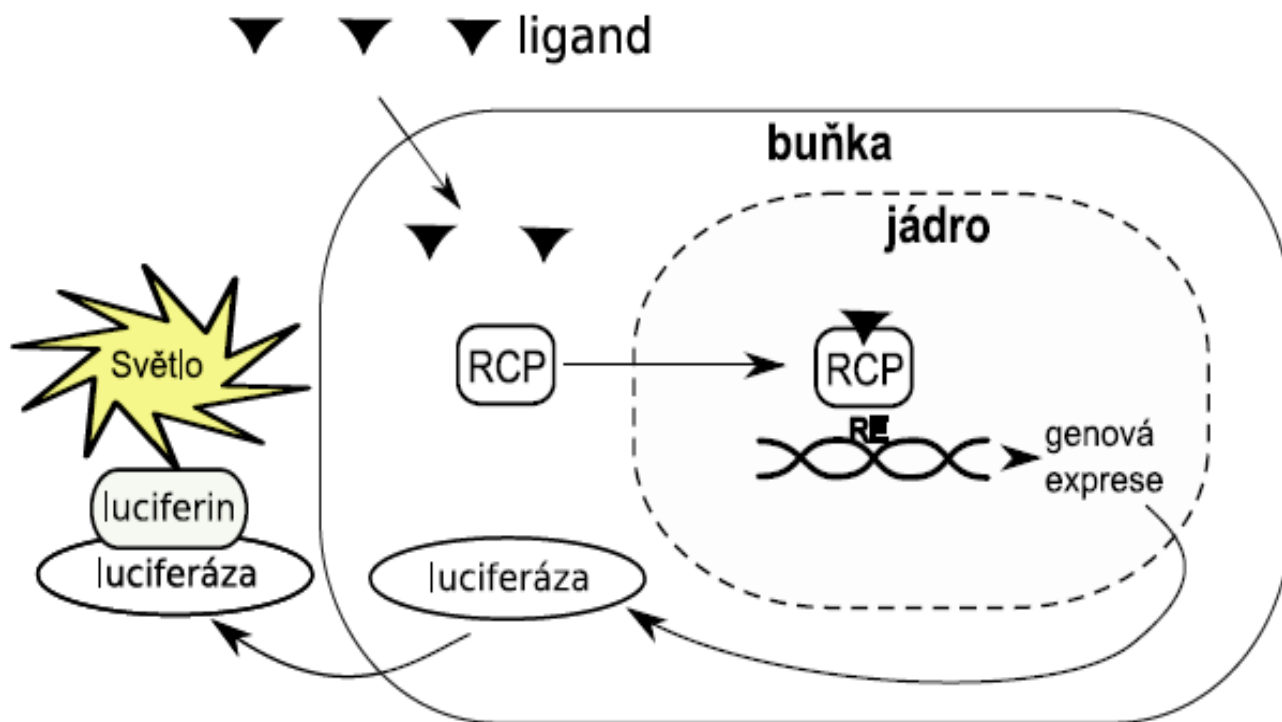 ligand
buňka
jádro
Světlo
RCP
RCP
RE
genová
exprese
luciferin
luciferáza
luciferáza